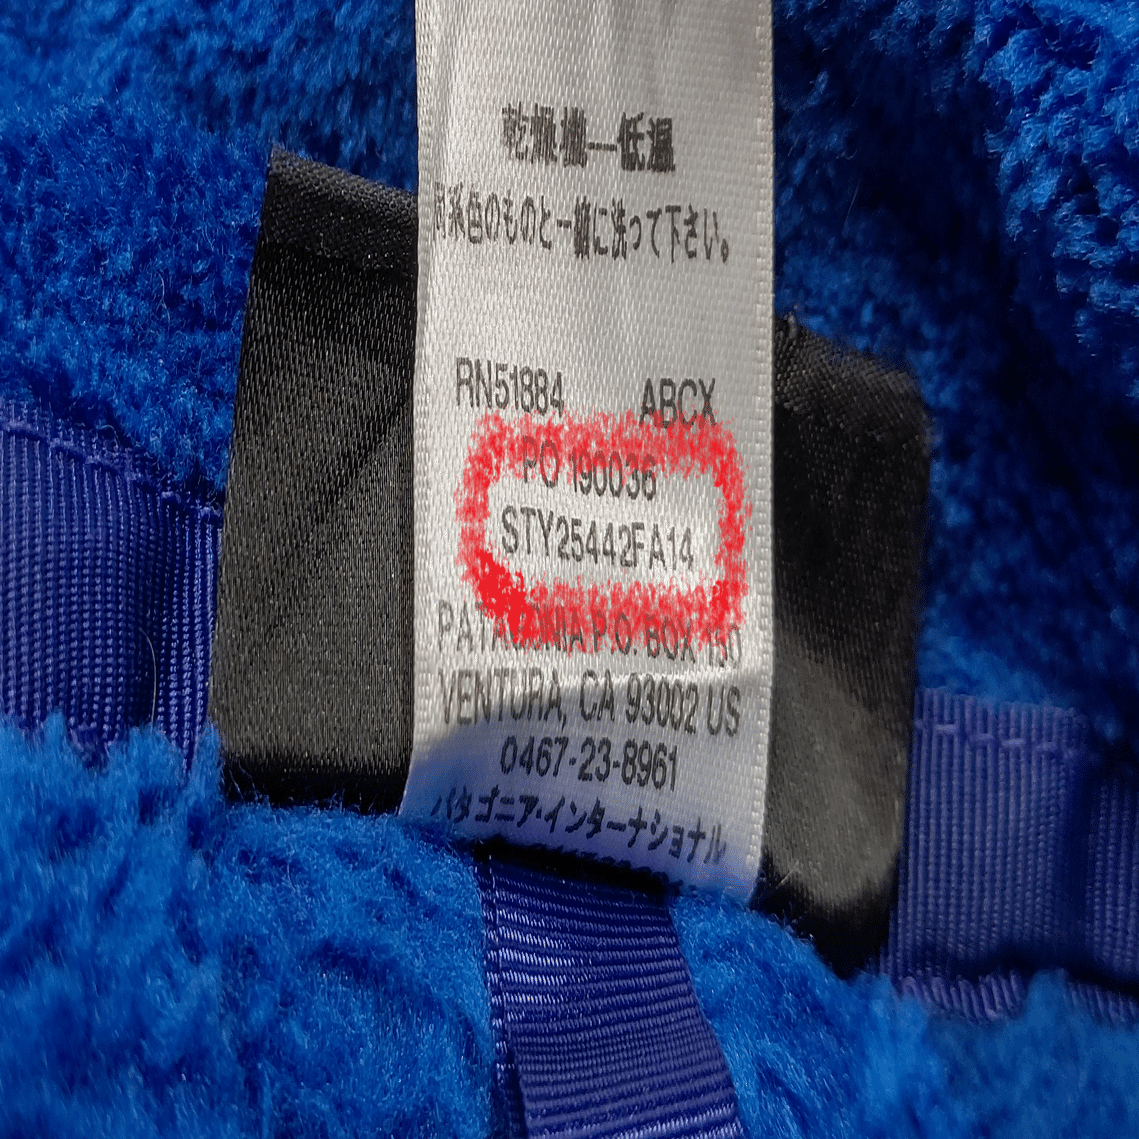 乾燥機—低温
同系色のものと一緒に洗って下さい。
RN51884 ABCX
PO 190036
STY25442FA14
PATAGONIA P.O. BOX 150
VENTURA, CA 93002 US
0467-23-8961
パタゴニア・インターナショナル